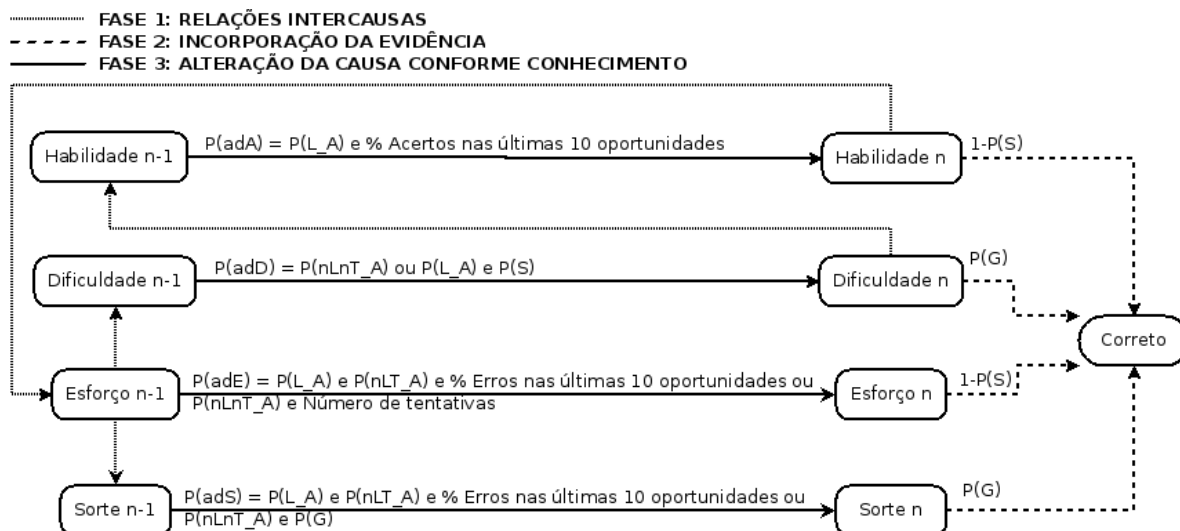 FASE 1: RELAÇÕES INTERCAUSAS
FASE 2: INCORPORAÇÃO DA EVIDÊNCIA
FASE 3: ALTERAÇÃO DA CAUSA CONFORME CONHECIMENTO
Habilidade n-1
P(adA) = P(L_A) e % Acertos nas últimas 10 oportunidades
Habilidade n
1-P(S)
Dificuldade n-1
P(adD) = P(nLnT_A) ou P(L_A) e P(S)
Dificuldade n
P(G)
Correto
Esforço n-1
P(adE) = P(L_A) e P(nLT_A) e % Erros nas últimas 10 oportunidades ou
P(nLnT_A) e Número de tentativas
Esforço n
1-P(S)
Sorte n-1
P(adS) = P(L_A) e P(nLT_A) e % Erros nas últimas 10 oportunidades ou
P(nLnT_A) e P(G)
Sorte n
P(G)